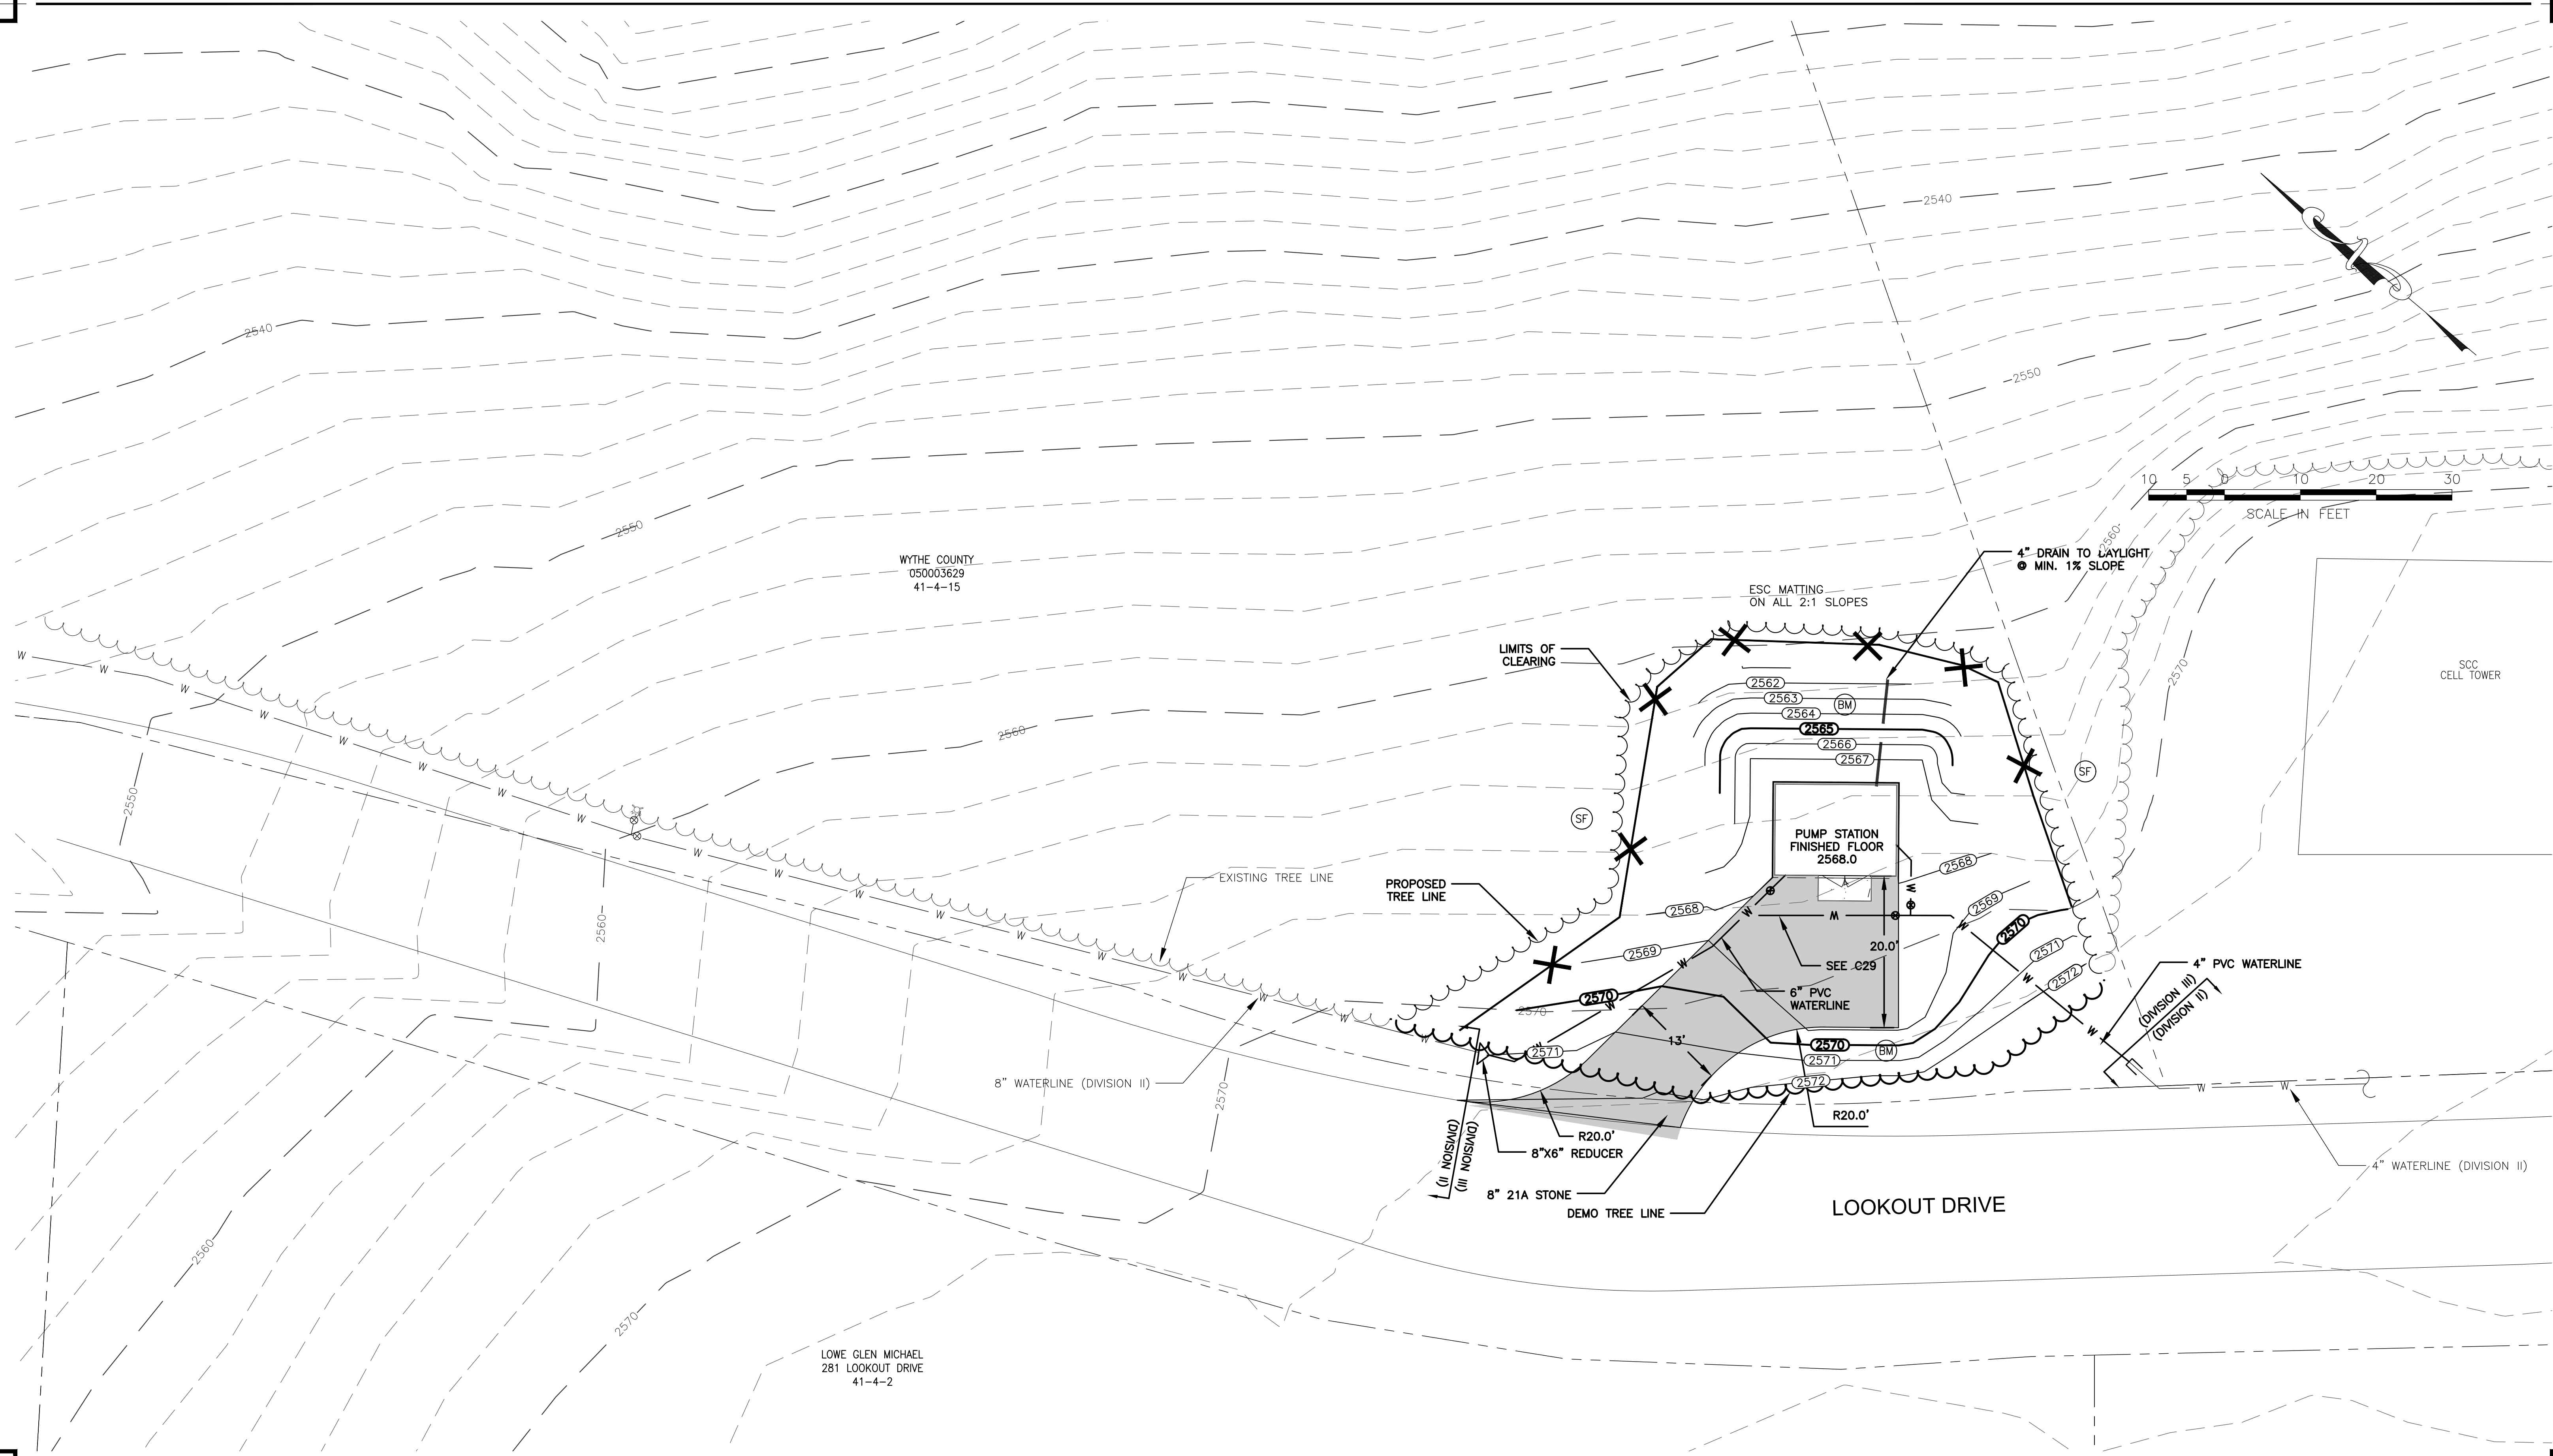 2540
2540
2550
10 5 0 10 20 30
SCALE IN FEET
2550
2560
4" DRAIN TO DAYLIGHT
@ MIN. 1% SLOPE
WYTHE COUNTY
050003629
41-4-15
ESC MATTING
ON ALL 2:1 SLOPES
LIMITS OF
CLEARING
SCC
CELL TOWER
2570
2562
2563
BM
2564
2565
2566
2567
2560
SF
SF
2550
PUMP STATION
FINISHED FLOOR
2568.0
2568
EXISTING TREE LINE
PROPOSED
TREE LINE
2568
2569
2570
2560
20.0'
2569
SEE C29
2571
2572
4" PVC WATERLINE
(DIVISION III)
(DIVISION II)
6" PVC
WATERLINE
2570
2570
13'
2570
BM
2571
2571
2572
8" WATERLINE (DIVISION II)
2570
R20.0'
R20.0'
8"X6" REDUCER
(DIVISION II)
(DIVISION III)
4" WATERLINE (DIVISION II)
8" 21A STONE
DEMO TREE LINE
LOOKOUT DRIVE
2560
2570
LOWE GLEN MICHAEL
281 LOOKOUT DRIVE
41-4-2
W W W W W W W W W W W W W W W W W W
W W W W W
W W W W W
W W